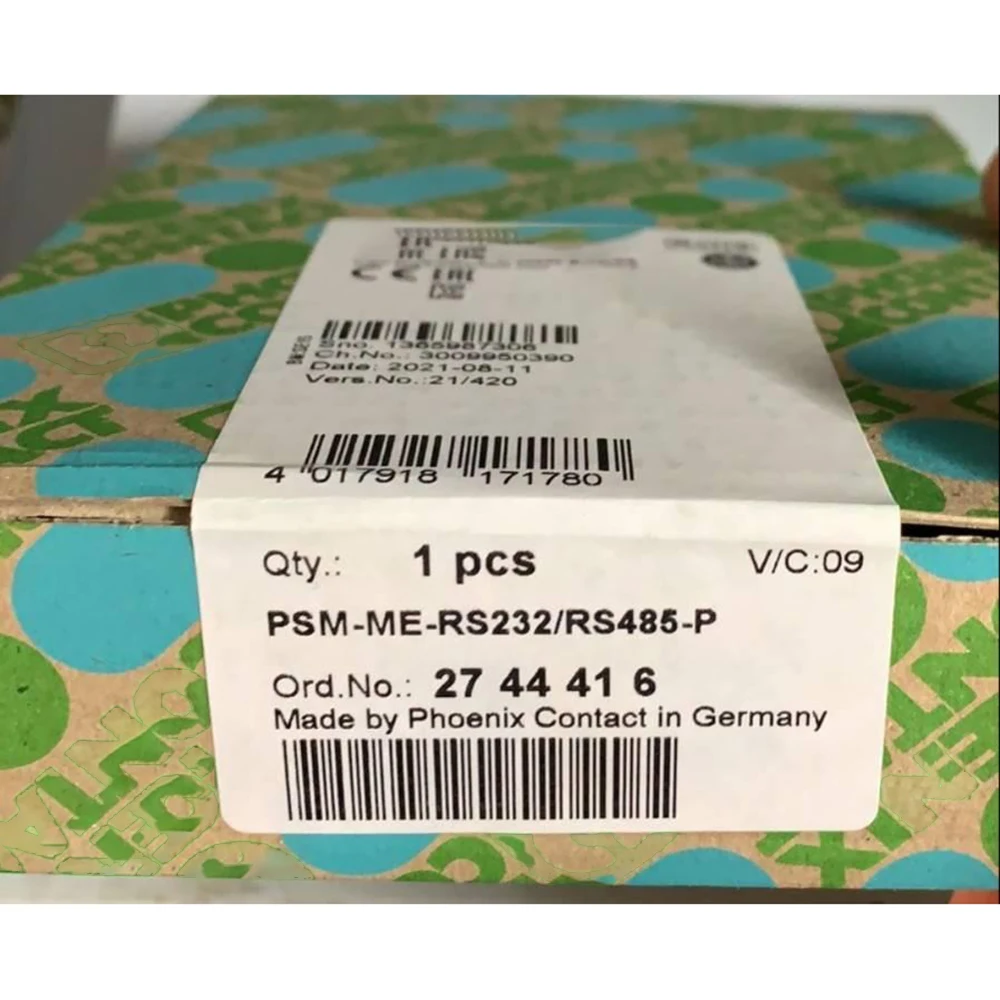 Sno. 1365987306
Ch.No.: 3009950390
Date: 2021-08-11
Vers.No.:21/420
4 017918 171780
Qty.: 1 pcs V/C:09
PSM-ME-RS232/RS485-P
Ord.No.: 27 44 41 6
Made by Phoenix Contact in Germany